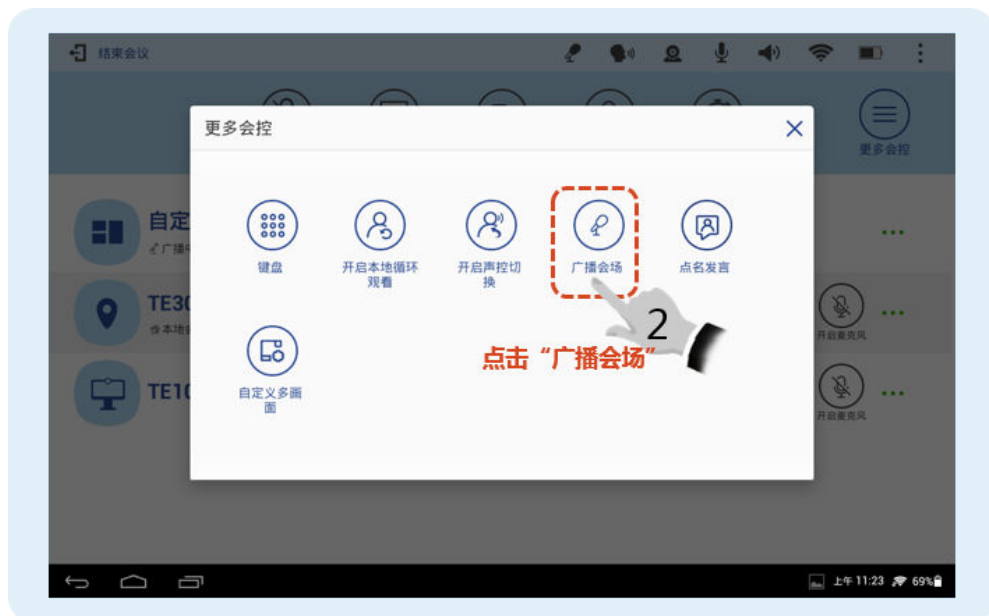 结束会议
更多会控
更多会控
键盘
开启本地循环
观看
开启声控切
换
广播会场
点名发言
自定
广播中
TE30
开启麦克风
2
点击“广播会场”
自定义多画
面
TE10
开启麦克风
上午 11:23 69%